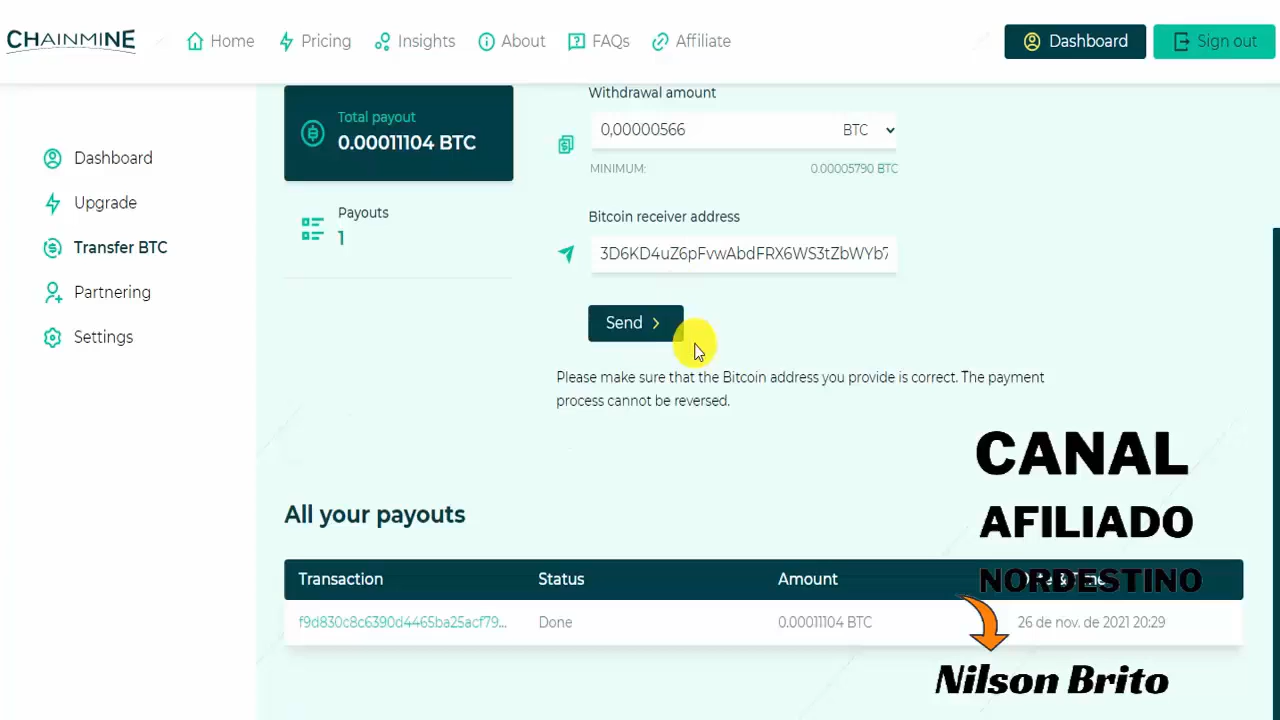 CHAINMINE
Home
Pricing
Insights
About
FAQs
Affiliate
Dashboard
Sign out
Dashboard
Upgrade
Transfer BTC
Partnering
Settings
Total payout
0.00011104 BTC
Payouts
1
Withdrawal amount
0,00000566 BTC
MINIMUM: 0.00005790 BTC
Bitcoin receiver address
3D6KD4uZ6pFvwAbdFRX6WS3tZbWYb7
Send
Please make sure that the Bitcoin address you provide is correct. The payment
process cannot be reversed.
All your payouts
Transaction Status Amount
f9d830c8c6390d4465ba25acf79... Done 0.00011104 BTC 26 de nov. de 2021 20:29
CANAL
AFILIADO
NORDESTINO
Nilson Brito